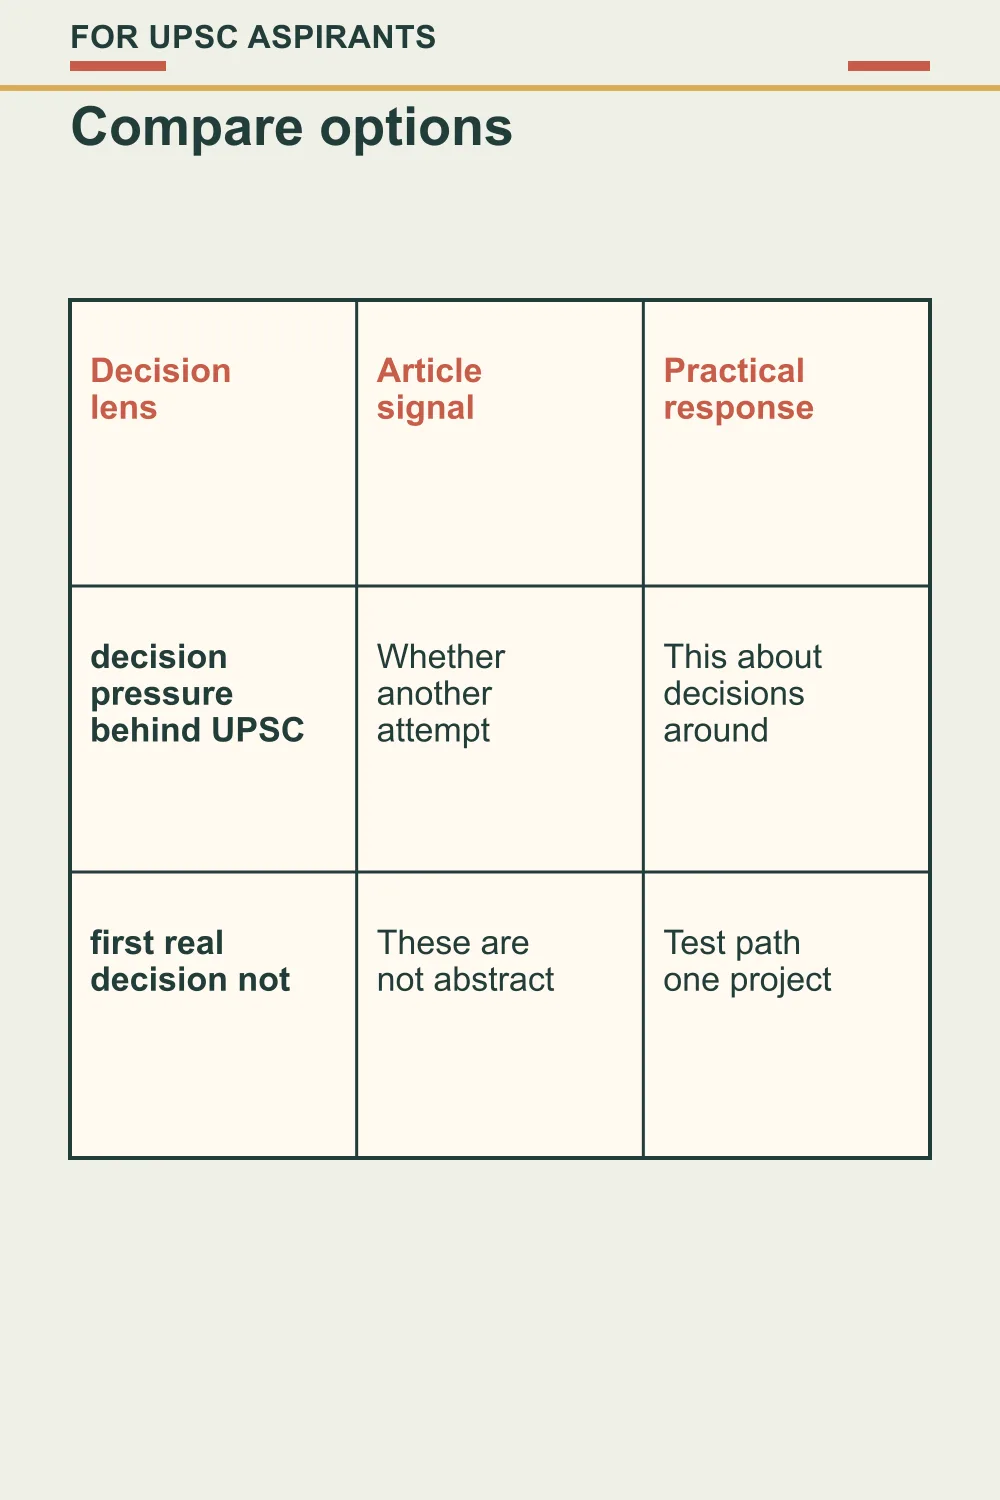 FOR UPSC ASPIRANTS
Compare options
Decision
lens
Article
signal
Practical
response
decision
pressure
behind UPSC
Whether
another
attempt
This about
decisions
around
first real
decision not
These are
not abstract
Test path
one project